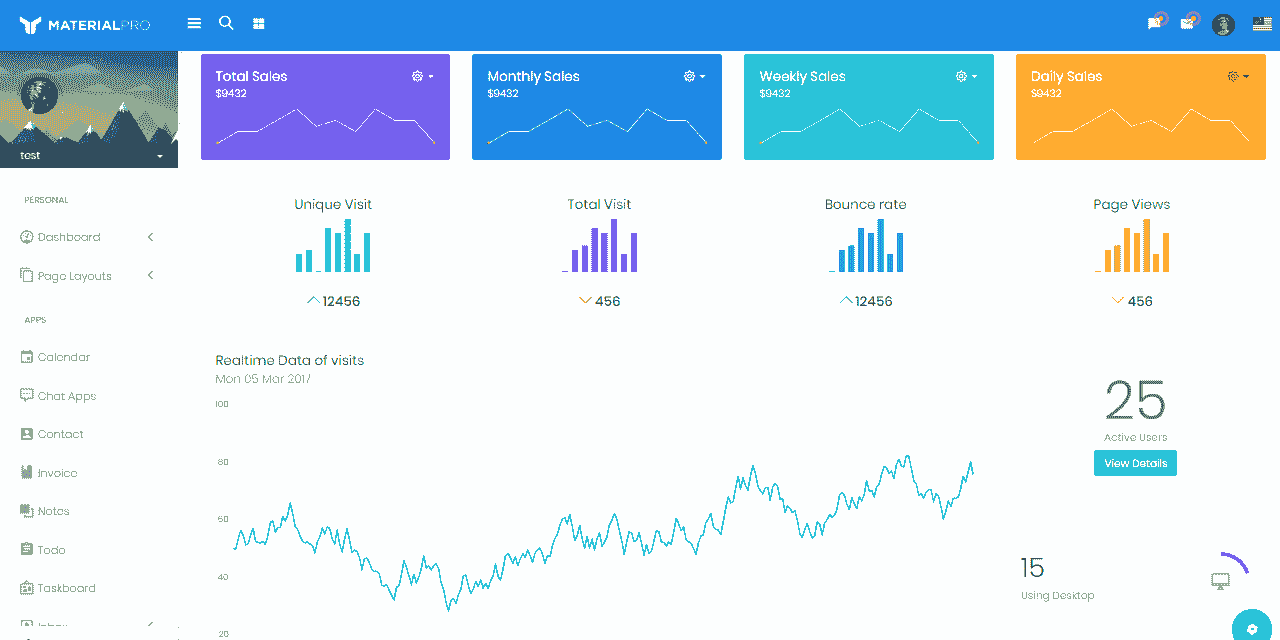 MATERIALPRO
test
PERSONAL
Dashboard
Page Layouts
APPS
Calendar
Chat Apps
Contact
Invoice
Notes
Todo
Taskboard
Total Sales
$9432
Monthly Sales
$9432
Weekly Sales
$9432
Daily Sales
$9432
Unique Visit
12456
Total Visit
456
Bounce rate
12456
Page Views
456
Realtime Data of visits
Mon 05 Mar 2017
100
80
60
40
20
25
Active Users
View Details
15
Using Desktop